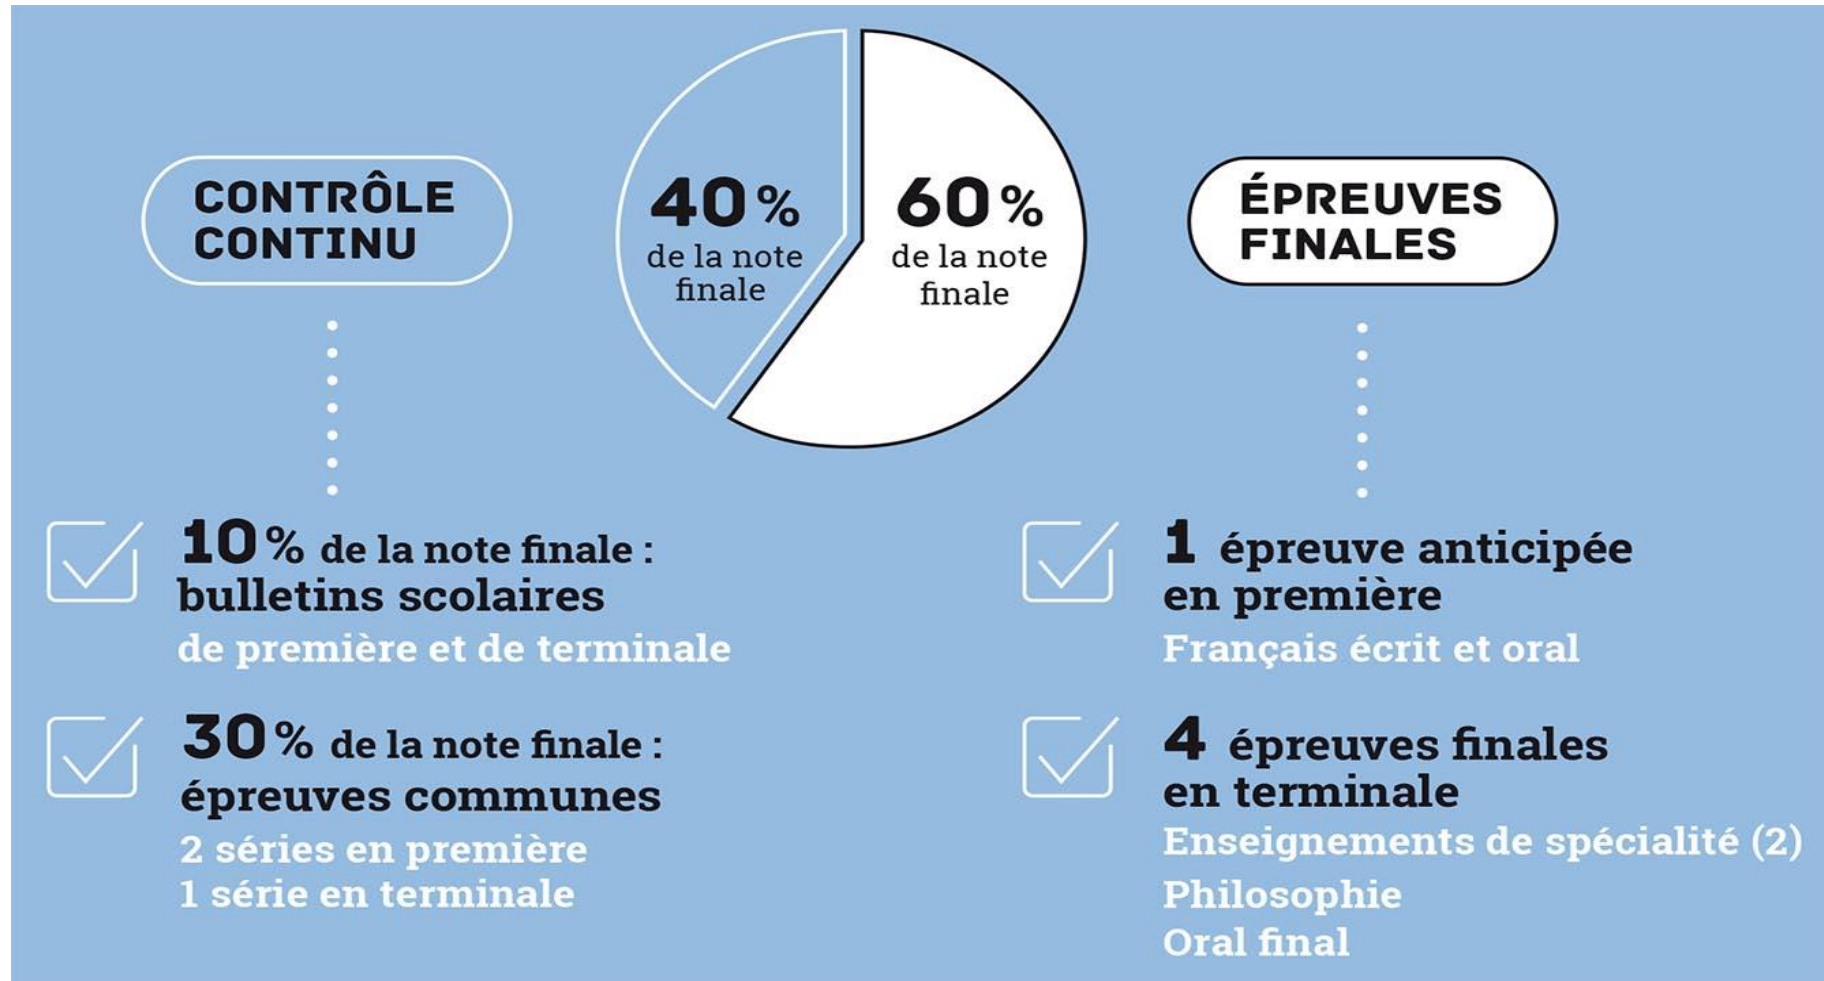 CONTRÔLE
CONTINU
40%
de la note
finale
60%
de la note
finale
ÉPREUVES
FINALES
10% de la note finale :
bulletins scolaires
de première et de terminale
30% de la note finale :
épreuves communes
2 séries en première
1 série en terminale
1 épreuve anticipée
en première
Français écrit et oral
4 épreuves finales
en terminale
Enseignements de spécialité (2)
Philosophie
Oral final